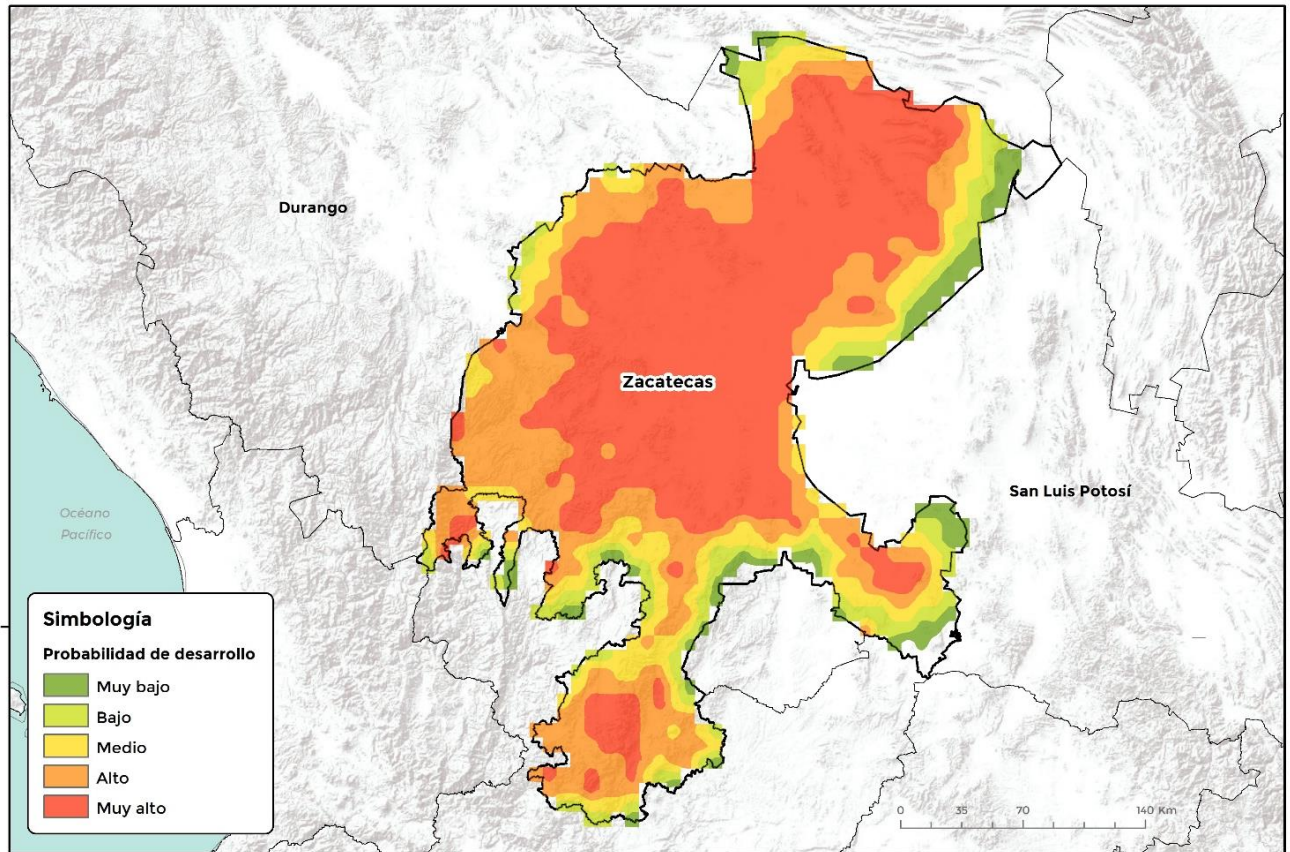 Durango
Zacatecas
San Luis Potosí
Océano
Pacífico
Simbología
Probabilidad de desarrollo
Muy bajo
Bajo
Medio
Alto
Muy alto
0 35 70 140 Km